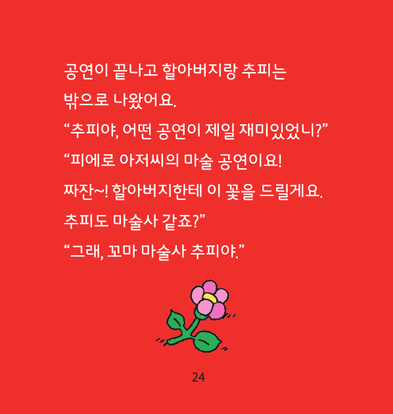 공연이 끝나고 할아버지랑 추피는
밖으로 나왔어요.
“추피야, 어떤 공연이 제일 재미있었니?”
“피에로 아저씨의 마술 공연이요!
짜잔~! 할아버지한테 이 꽃을 드릴게요.
추피도 마술사 같죠?”
“그래, 꼬마 마술사 추피야.”
24